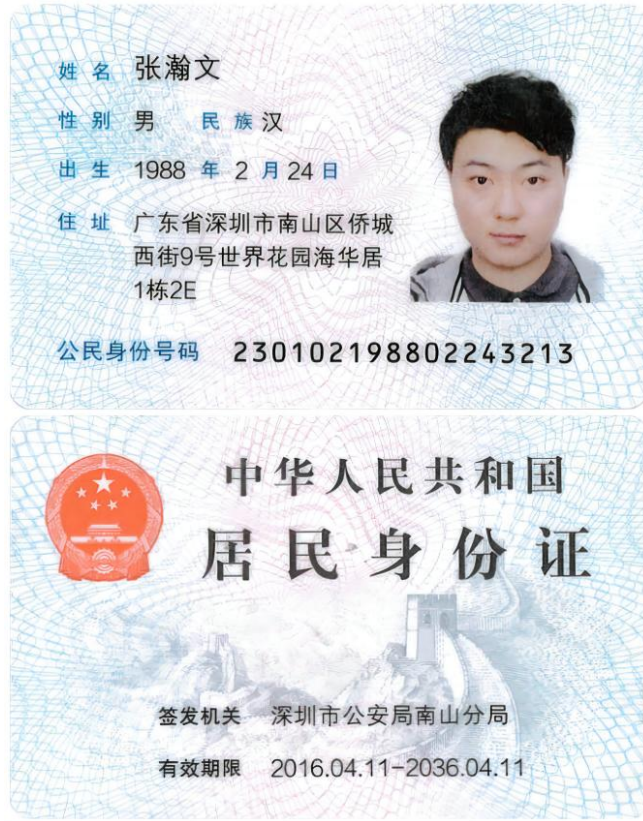 姓名 张瀚文
性别 男 民族 汉
出生 1988 年 2 月 24 日
住址 广东省深圳市南山区侨城
西街9号世界花园海华居
1栋2E
公民身份号码 230102198802243213
中华人民共和国
居民身份证
签发机关 深圳市公安局南山分局
有效期限 2016.04.11-2036.04.11